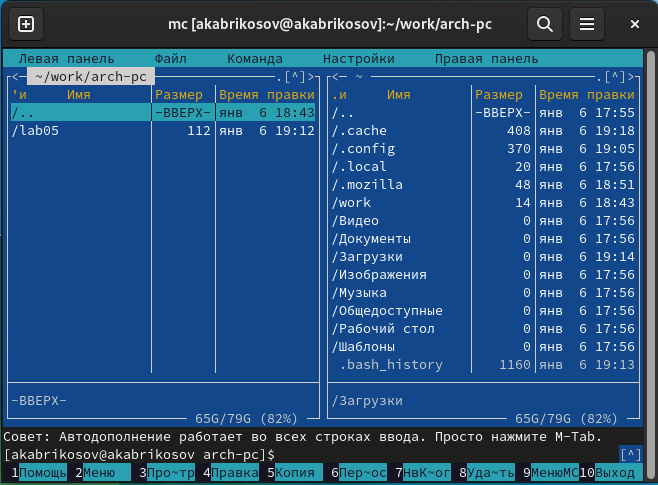 mc [akabrikosov@akabrikosov]:~/work/arch-pc
Левая панель Файл Команда Настройки Правая панель
<— ~/work/arch-pc .[^]>
'и Имя Размер Время правки
/.. -ВВЕРХ- янв 6 18:43
/lab05 112 янв 6 19:12
-ВВЕРХ-
65G/79G (82%)
<— ~ .[^]>
.и Имя Размер Время правки
/.. -ВВЕРХ- янв 6 17:55
/.cache 408 янв 6 19:18
/.config 370 янв 6 19:05
/.local 20 янв 6 17:56
/.mozilla 48 янв 6 18:51
/work 14 янв 6 18:43
/Видео 0 янв 6 17:56
/Документы 0 янв 6 17:56
/Загрузки 0 янв 6 19:14
/Изображения 0 янв 6 17:56
/Музыка 0 янв 6 17:56
/Общедоступные 0 янв 6 17:56
/Рабочий стол 0 янв 6 17:56
/Шаблоны 0 янв 6 17:56
.bash_history 1160 янв 6 19:13
/Загрузки
65G/79G (82%)
Совет: Автодополнение работает во всех строках ввода. Просто нажмите M-Tab.
[akabrikosov@akabrikosov arch-pc]$ [^]
1Помощь 2Меню 3Про~тр 4Правка 5Копия 6Пер~ос 7НвК~ог 8Уда~ть 9МенюMC 10Выход